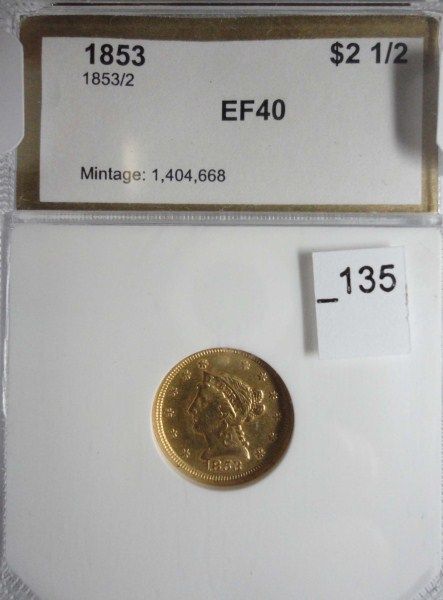 1853 $2 1/2
1853/2
EF40
Mintage: 1,404,668
_135